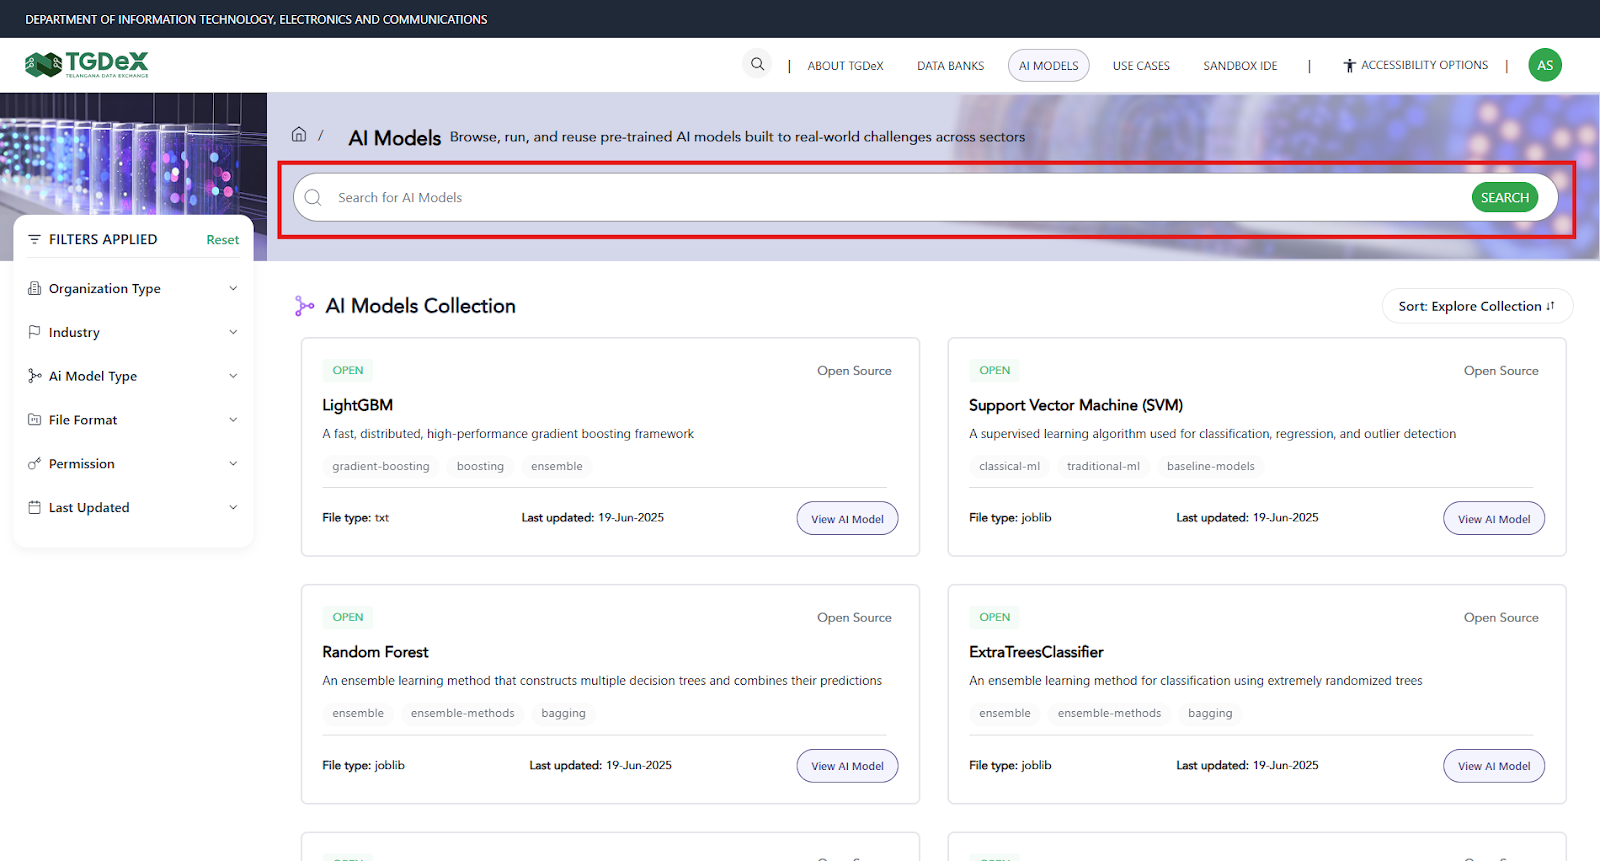 DEPARTMENT OF INFORMATION TECHNOLOGY, ELECTRONICS AND COMMUNICATIONS
TGDeX
TELANGANA DATA EXCHANGE
| ABOUT TGDeX DATA BANKS AI MODELS USE CASES SANDBOX IDE | ACCESSIBILITY OPTIONS | AS
/ AI Models Browse, run, and reuse pre-trained AI models built to real-world challenges across sectors
Search for AI Models SEARCH
FILTERS APPLIED Reset
Organization Type
Industry
Ai Model Type
File Format
Permission
Last Updated
AI Models Collection
Sort: Explore Collection
OPEN Open Source
LightGBM
A fast, distributed, high-performance gradient boosting framework
gradient-boosting boosting ensemble
File type: txt Last updated: 19-Jun-2025 View AI Model
OPEN Open Source
Support Vector Machine (SVM)
A supervised learning algorithm used for classification, regression, and outlier detection
classical-ml traditional-ml baseline-models
File type: joblib Last updated: 19-Jun-2025 View AI Model
OPEN Open Source
Random Forest
An ensemble learning method that constructs multiple decision trees and combines their predictions
ensemble ensemble-methods bagging
File type: joblib Last updated: 19-Jun-2025 View AI Model
OPEN Open Source
ExtraTreesClassifier
An ensemble learning method for classification using extremely randomized trees
ensemble ensemble-methods bagging
File type: joblib Last updated: 19-Jun-2025 View AI Model